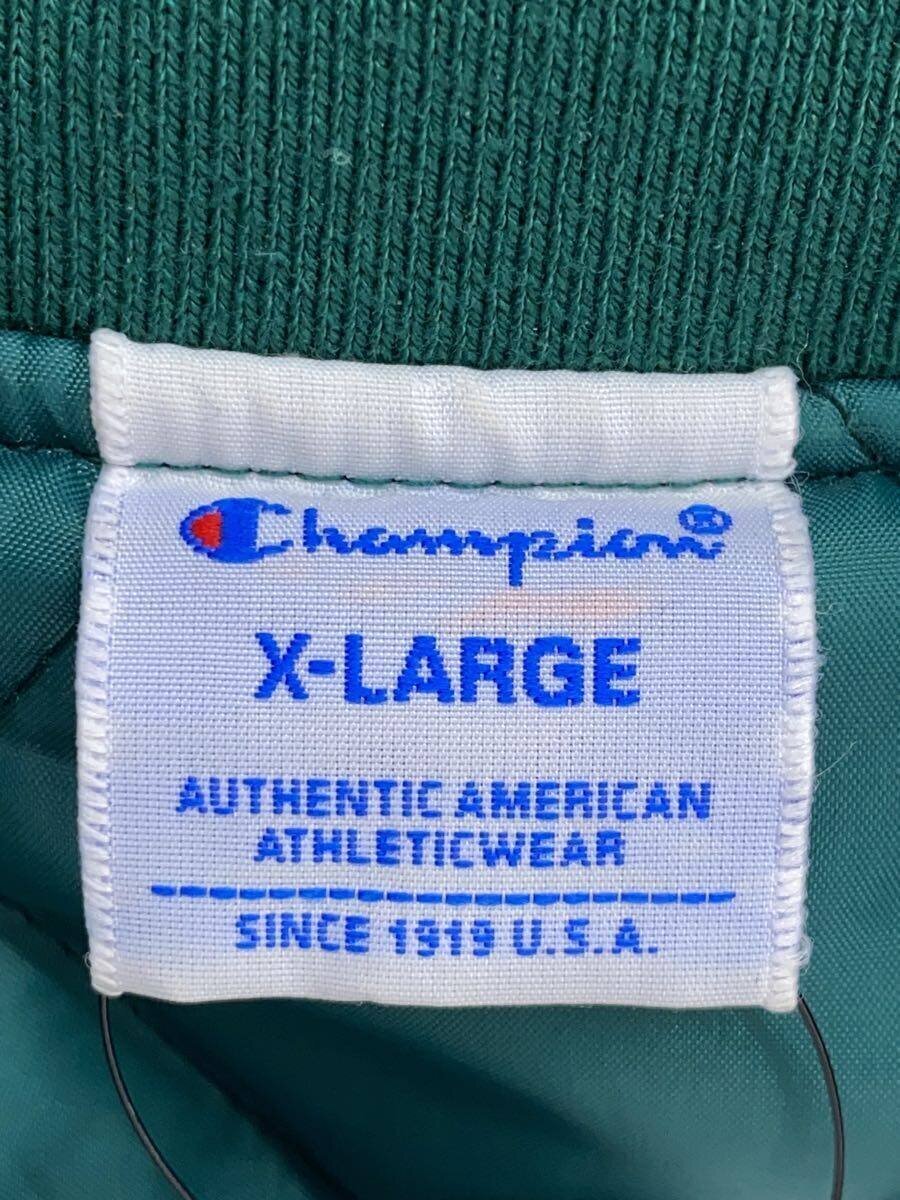 Champion®
X-LARGE
AUTHENTIC AMERICAN
ATHLETICWEAR
SINCE 1919 U.S.A.